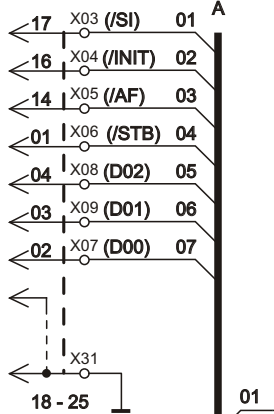 A
17 X03 (/SI) 01
16 X04 (/INIT) 02
14 X05 (/AF) 03
01 X06 (/STB) 04
04 X08 (D02) 05
03 X09 (D01) 06
02 X07 (D00) 07
X31
18 - 25
01